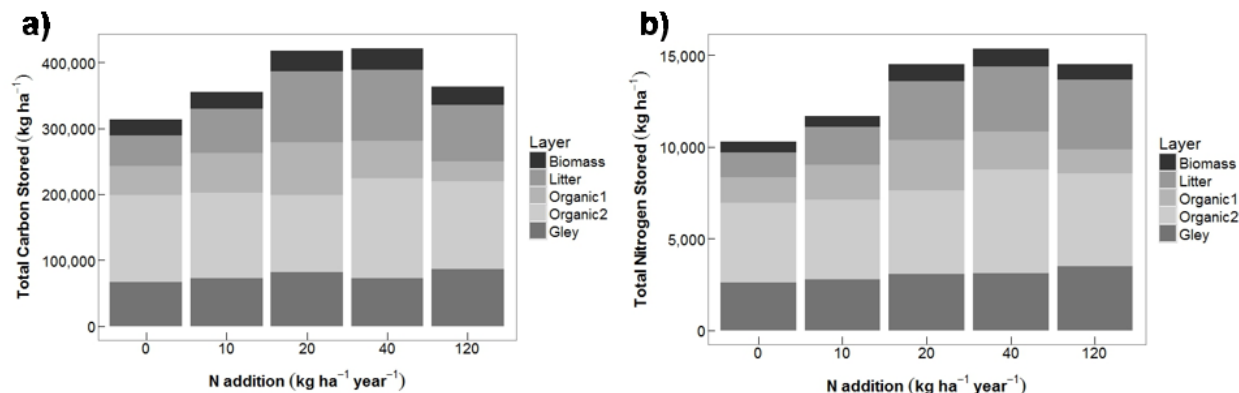 a)
Total Carbon Stored (kg ha⁻¹)
400,000
300,000
200,000
100,000
0
0 10 20 40 120
N addition (kg ha⁻¹ year⁻¹)
Layer
Biomass
Litter
Organic1
Organic2
Gley
b)
Total Nitrogen Stored (kg ha⁻¹)
15,000
10,000
5,000
0
0 10 20 40 120
N addition (kg ha⁻¹ year⁻¹)
Layer
Biomass
Litter
Organic1
Organic2
Gley